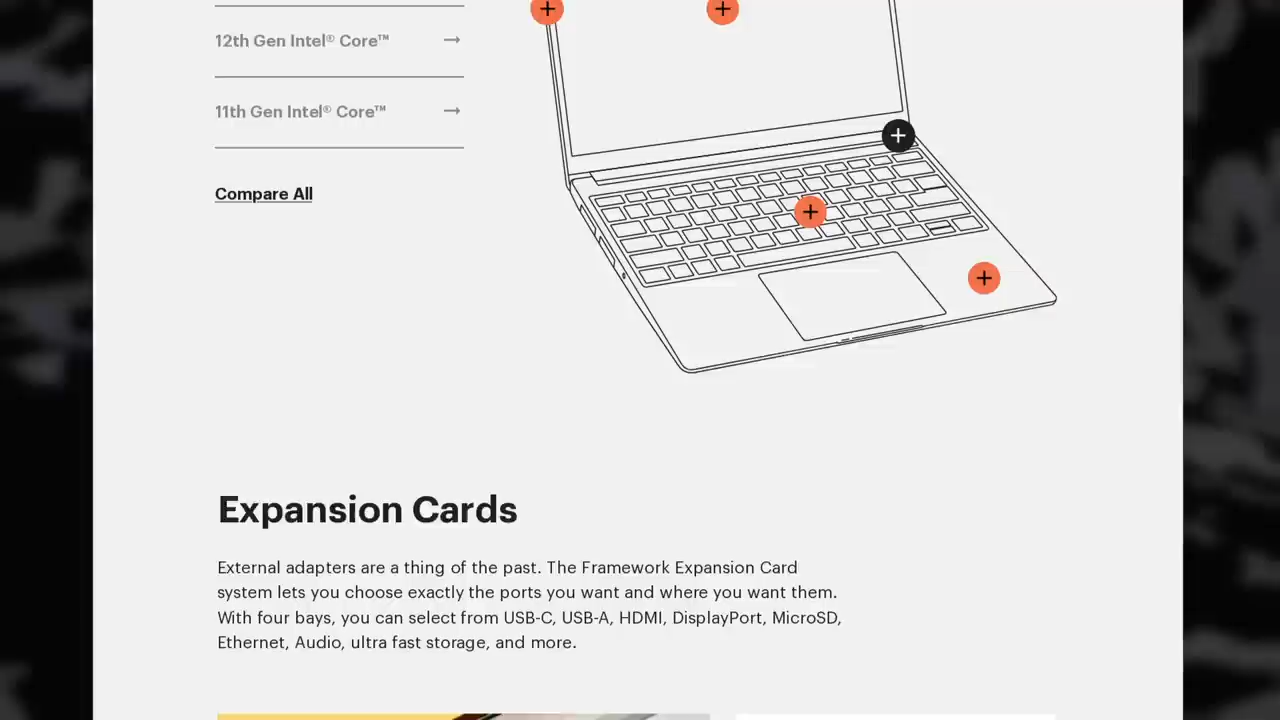 12th Gen Intel® Core™ →
11th Gen Intel® Core™ →
Compare All
Expansion Cards
External adapters are a thing of the past. The Framework Expansion Card
system lets you choose exactly the ports you want and where you want them.
With four bays, you can select from USB-C, USB-A, HDMI, DisplayPort, MicroSD,
Ethernet, Audio, ultra fast storage, and more.